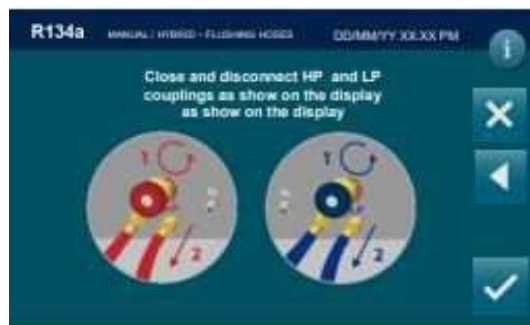 R134a MANUAL / HYBRID - FLUSHING HOSES DD/MM/YY XX.XX PM
i
Close and disconnect HP and LP
couplings as show on the display
as show on the display
1 1
2 2